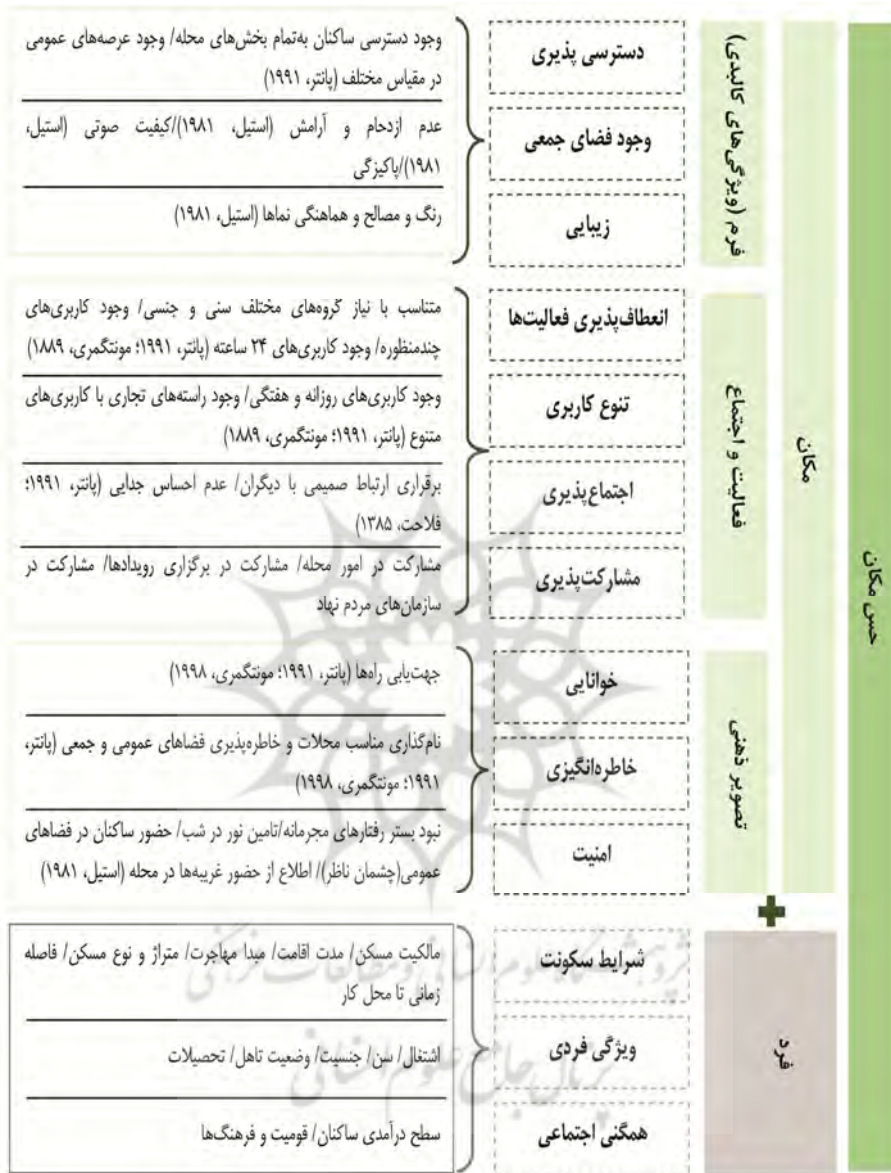 حس مکان
مکان
فرم (ویژگی‌های کالبدی)
دسترسی پذیری
وجود دسترسی ساکنان به‌تمام بخش‌های محله/ وجود عرصه‌های عمومی
در مقیاس مختلف (پانتر، ۱۹۹۱)
وجود فضای جمعی
عدم ازدحام و آرامش (استیل، ۱۹۸۱)/کیفیت صوتی (استیل،
۱۹۸۱)/پاکیزگی
زیبایی
رنگ و مصالح و هماهنگی نماها (استیل، ۱۹۸۱)
فعالیت و اجتماع
انعطاف‌پذیری فعالیت‌ها
متناسب با نیاز گروه‌های مختلف سنی و جنسی/ وجود کاربری‌های
چندمنظوره/ وجود کاربری‌های ۲۴ ساعته (پانتر، ۱۹۹۱؛ مونتگمری، ۱۸۸۹)
تنوع کاربری
وجود کاربری‌های روزانه و هفتگی/ وجود راسته‌های تجاری با کاربری‌های
متنوع (پانتر، ۱۹۹۱؛ مونتگمری، ۱۸۸۹)
اجتماع‌پذیری
برقراری ارتباط صمیمی با دیگران/ عدم احساس جدایی (پانتر، ۱۹۹۱؛
فلاحت، ۱۳۸۵)
مشارکت‌پذیری
مشارکت در امور محله/ مشارکت در برگزاری رویدادها/ مشارکت در
سازمان‌های مردم نهاد
تصویر ذهنی
خوانایی
جهت‌یابی راه‌ها (پانتر، ۱۹۹۱؛ مونتگمری، ۱۹۹۸)
خاطره‌انگیزی
نام‌گذاری مناسب محلات و خاطره‌پذیری فضاهای عمومی و جمعی (پانتر،
۱۹۹۱؛ مونتگمری، ۱۹۹۸)
امنیت
نبود بستر رفتارهای مجرمانه/تامین نور در شب/ حضور ساکنان در فضاهای
عمومی(چشمان ناظر)/ اطلاع از حضور غریبه‌ها در محله (استیل، ۱۹۸۱)
+
فرد
شرایط سکونت
مالکیت مسکن/ مدت اقامت/ مبدا مهاجرت/ متراژ و نوع مسکن/ فاصله
زمانی تا محل کار
ویژگی فردی
اشتغال/ سن/ جنسیت/ وضعیت تاهل/ تحصیلات
همگنی اجتماعی
سطح درآمدی ساکنان/ قومیت و فرهنگ‌ها
پژوهشگاه علوم انسانی و مطالعات فرهنگی
پرتال جامع علوم انسانی